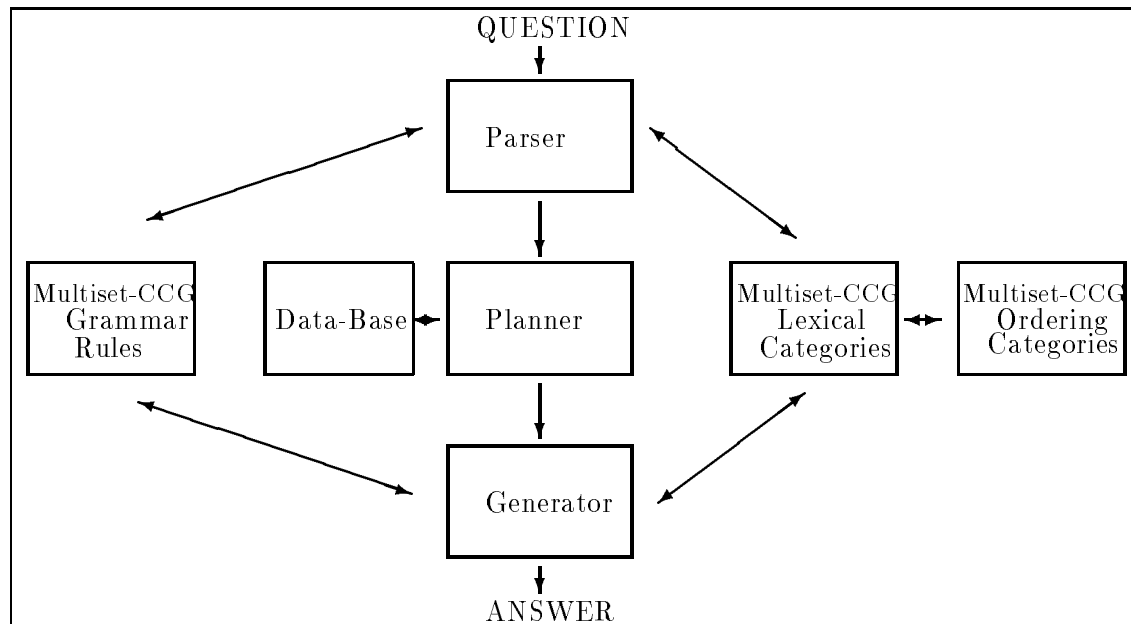 QUESTION
Parser
Multiset-CCG
Grammar
Rules
Data-Base
Planner
Multiset-CCG
Lexical
Categories
Multiset-CCG
Ordering
Categories
Generator
ANSWER